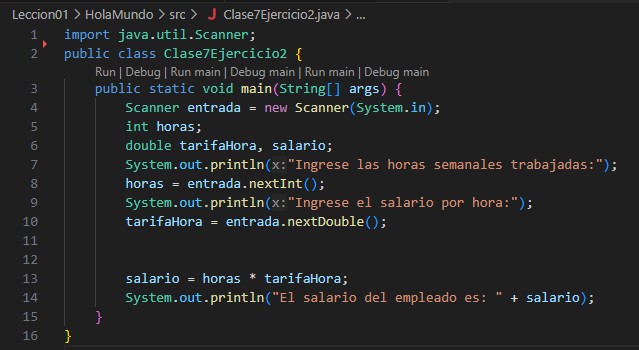 Leccion01 > HolaMundo > src > J Clase7Ejercicio2.java > ...
1 import java.util.Scanner;
2 public class Clase7Ejercicio2 {
Run | Debug | Run main | Debug main | Run main | Debug main
3 public static void main(String[] args) {
4 Scanner entrada = new Scanner(System.in);
5 int horas;
6 double tarifaHora, salario;
7 System.out.println(x:"Ingrese las horas semanales trabajadas:");
8 horas = entrada.nextInt();
9 System.out.println(x:"Ingrese el salario por hora:");
10 tarifaHora = entrada.nextDouble();
11
12
13 salario = horas * tarifaHora;
14 System.out.println("El salario del empleado es: " + salario);
15 }
16 }